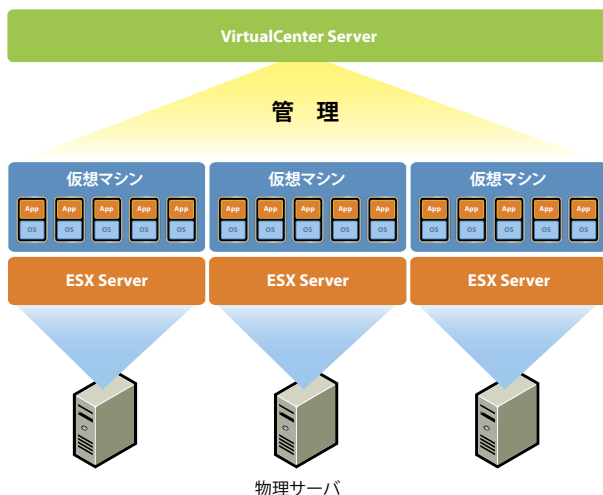 VirtualCenter Server
管 理
仮想マシン 仮想マシン 仮想マシン
App App App App App App App App App App App App App App App
OS OS OS OS OS OS OS OS OS OS OS OS OS OS OS
ESX Server ESX Server ESX Server
物理サーバ